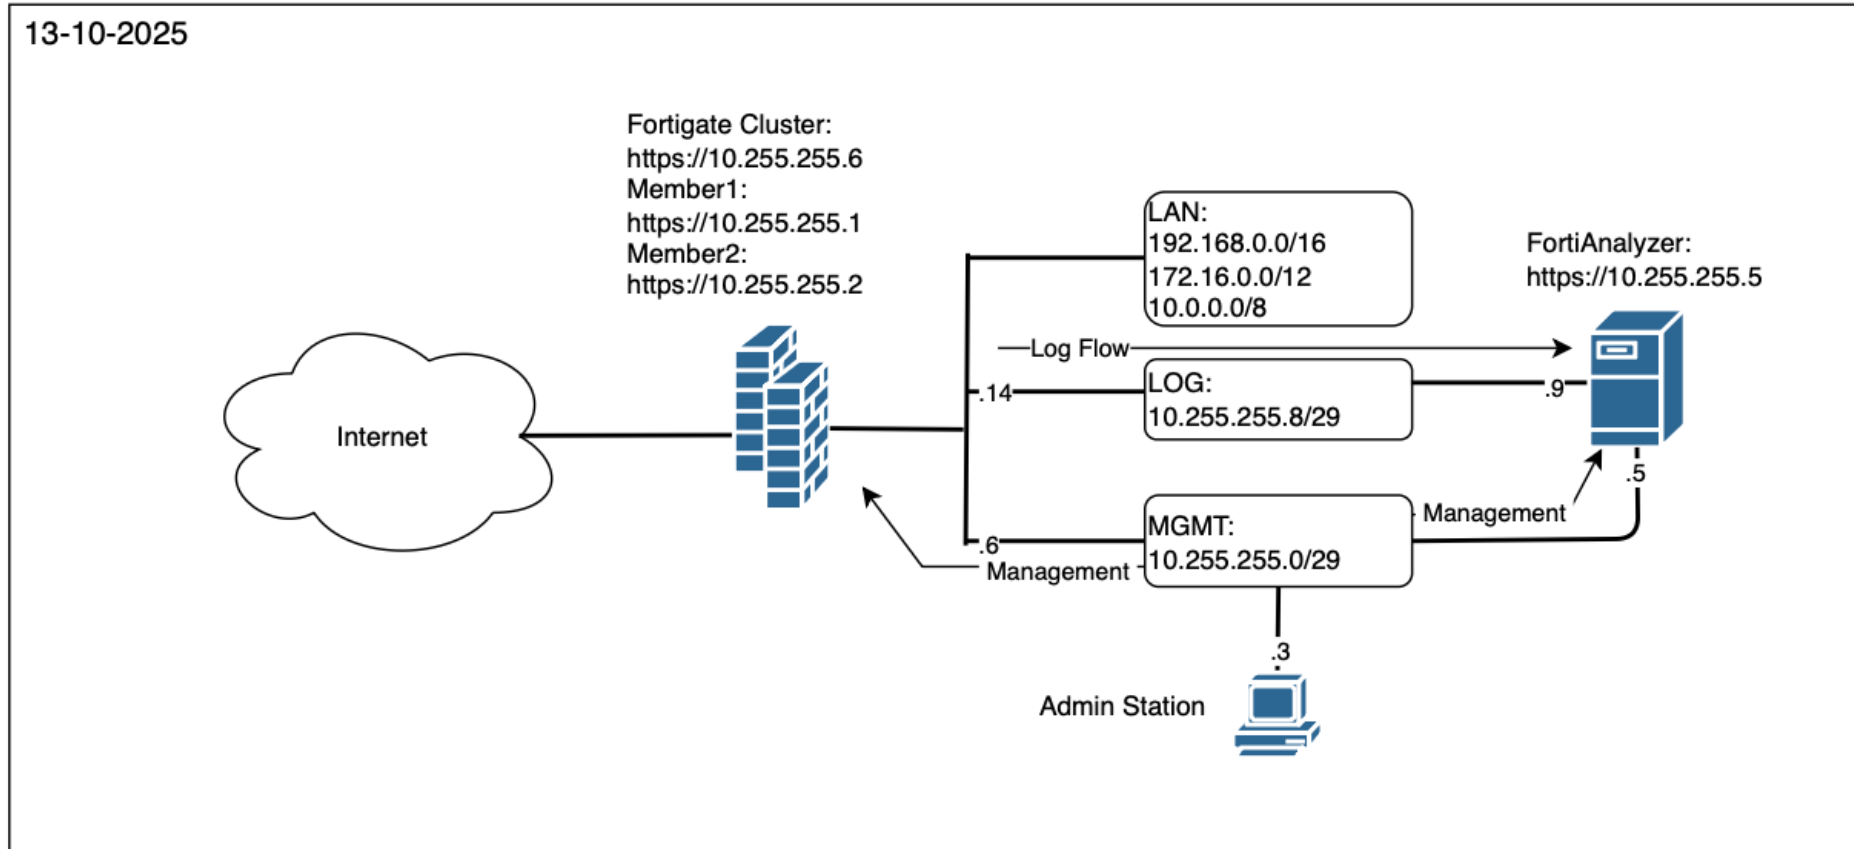 13-10-2025
Fortigate Cluster:
https://10.255.255.6
Member1:
https://10.255.255.1
Member2:
https://10.255.255.2
LAN:
192.168.0.0/16
172.16.0.0/12
10.0.0.0/8
FortiAnalyzer:
https://10.255.255.5
Log Flow
.14
LOG:
10.255.255.8/29
.9
Internet
.5
.6
MGMT:
10.255.255.0/29
Management
Management
.3
Admin Station